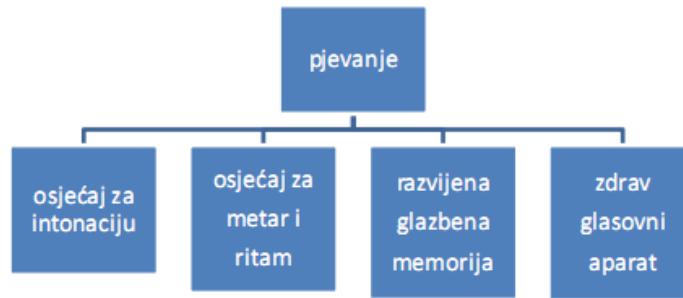 pjevanje
osjećaj za
intonaciju
osjećaj za
metar i
ritam
razvijena
glazbena
memorija
zdrav
glasovni
aparat